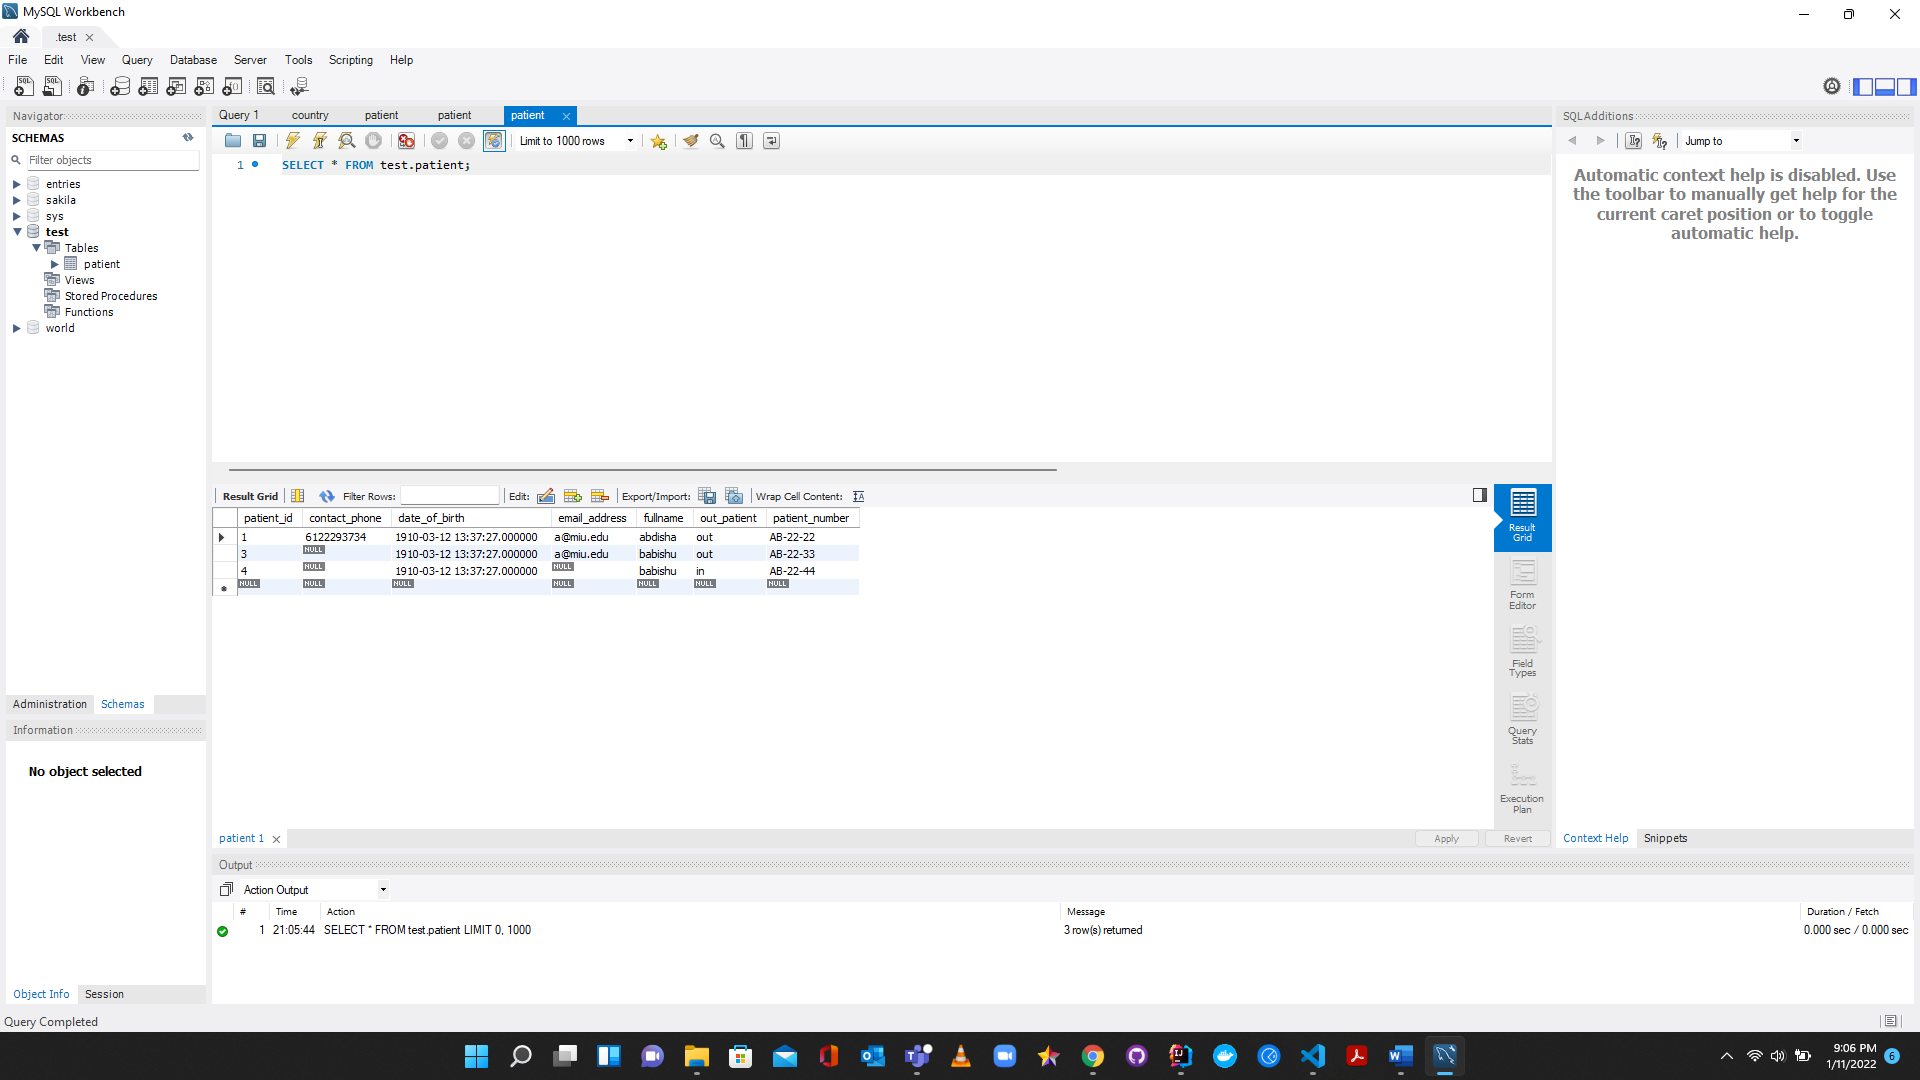 MySQL Workbench
.test
File Edit View Query Database Server Tools Scripting Help
Navigator
SCHEMAS
Filter objects
entries
sakila
sys
test
Tables
patient
Views
Stored Procedures
Functions
world
Administration Schemas
Information
No object selected
Object Info Session
Query Completed
Query 1 country patient patient patient
Limit to 1000 rows
1 SELECT * FROM test.patient;
Result Grid Filter Rows: Edit: Export/Import: Wrap Cell Content:
patient_id contact_phone date_of_birth email_address fullname out_patient patient_number
1 6122293734 1910-03-12 13:37:27.000000 a@miu.edu abdisha out AB-22-22
3 NULL 1910-03-12 13:37:27.000000 a@miu.edu babishu out AB-22-33
4 NULL 1910-03-12 13:37:27.000000 NULL babishu in AB-22-44
NULL NULL NULL NULL NULL NULL NULL
Result
Grid
Form
Editor
Field
Types
Query
Stats
Execution
Plan
patient 1 Apply Revert
Output
Action Output
# Time Action Message Duration / Fetch
1 21:05:44 SELECT * FROM test.patient LIMIT 0, 1000 3 row(s) returned 0.000 sec / 0.000 sec
SQLAdditions
Jump to
Automatic context help is disabled. Use
the toolbar to manually get help for the
current caret position or to toggle
automatic help.
Context Help Snippets
9:06 PM
1/11/2022
6